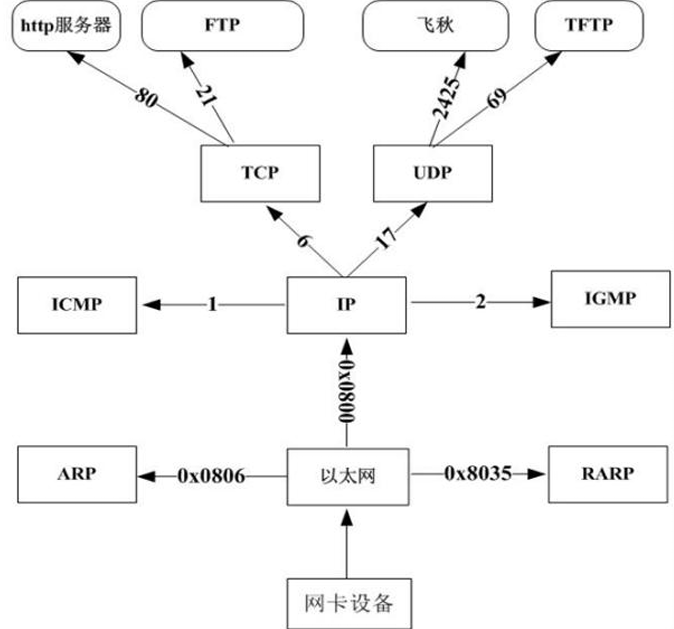 http服务器
FTP
飞秋
TFTP
80
21
2425
69
TCP
UDP
6
17
ICMP
1
IP
2
IGMP
0x0800
ARP
0x0806
以太网
0x8035
RARP
网卡设备